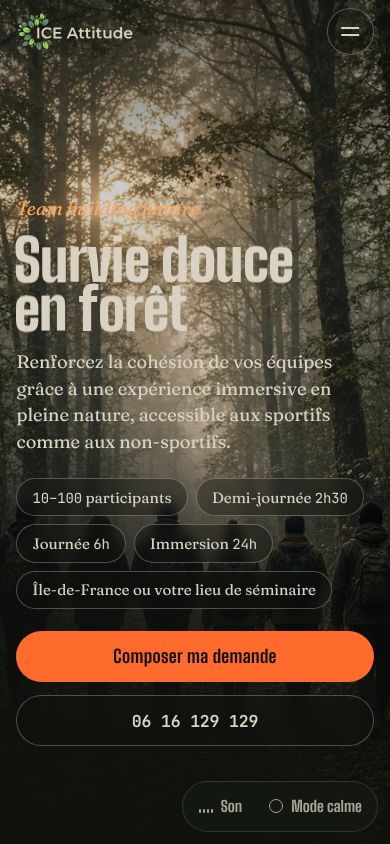 ICE Attitude
Team building nature
Survie douce
en forêt
Renforcez la cohésion de vos équipes
grâce à une expérience immersive en
pleine nature, accessible aux sportifs
comme aux non-sportifs.
10–100 participants
Demi-journée 2h30
Journée 6h
Immersion 24h
Île-de-France ou votre lieu de séminaire
Composer ma demande
06 16 129 129
Son
Mode calme